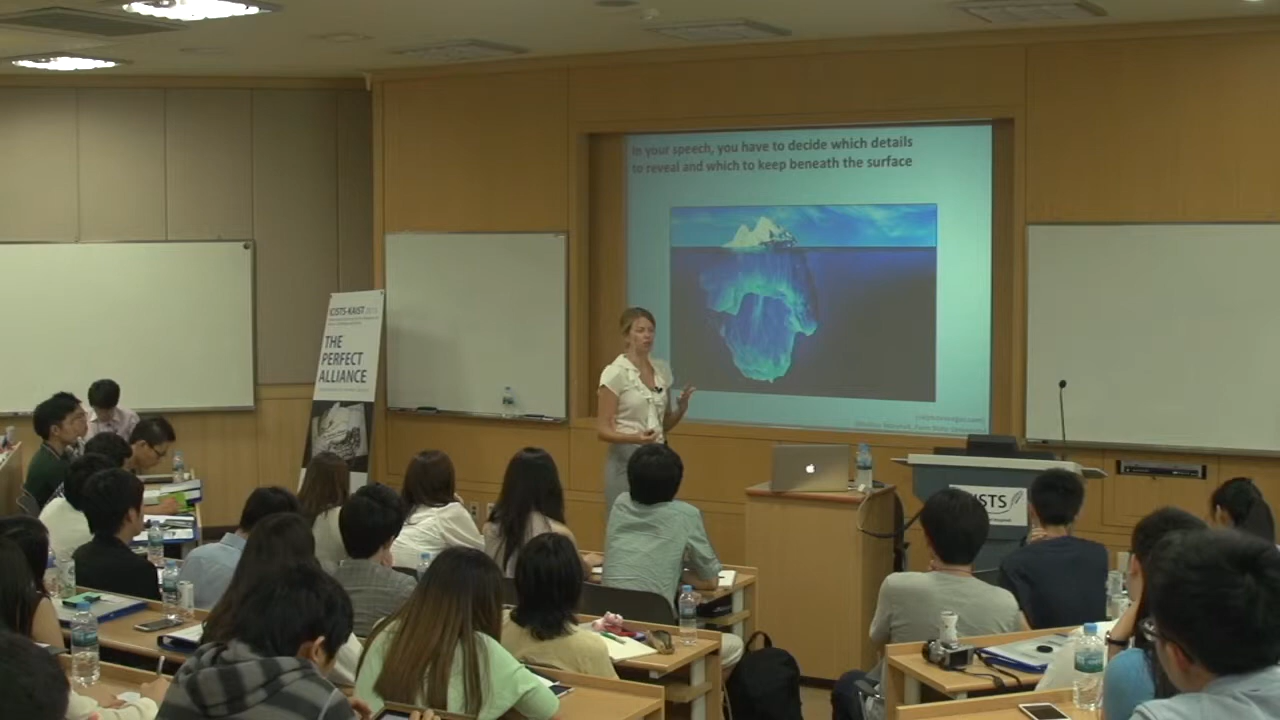 In your speech, you have to decide which details
to reveal and which to keep beneath the surface
ICISTS-KAIST
THE
PERFECT
ALLIANCE